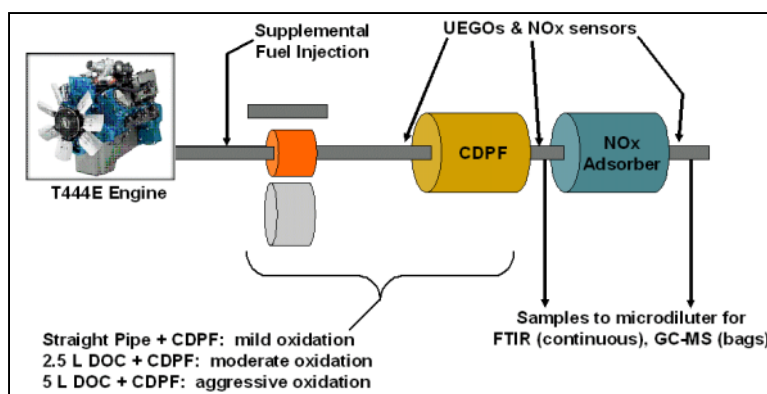 Supplemental
Fuel Injection
UEGOs & NOx sensors
CDPF
NOx
Adsorber
T444E Engine
Straight Pipe + CDPF: mild oxidation
2.5 L DOC + CDPF: moderate oxidation
5 L DOC + CDPF: aggressive oxidation
Samples to microdiluter for
FTIR (continuous), GC-MS (bags)